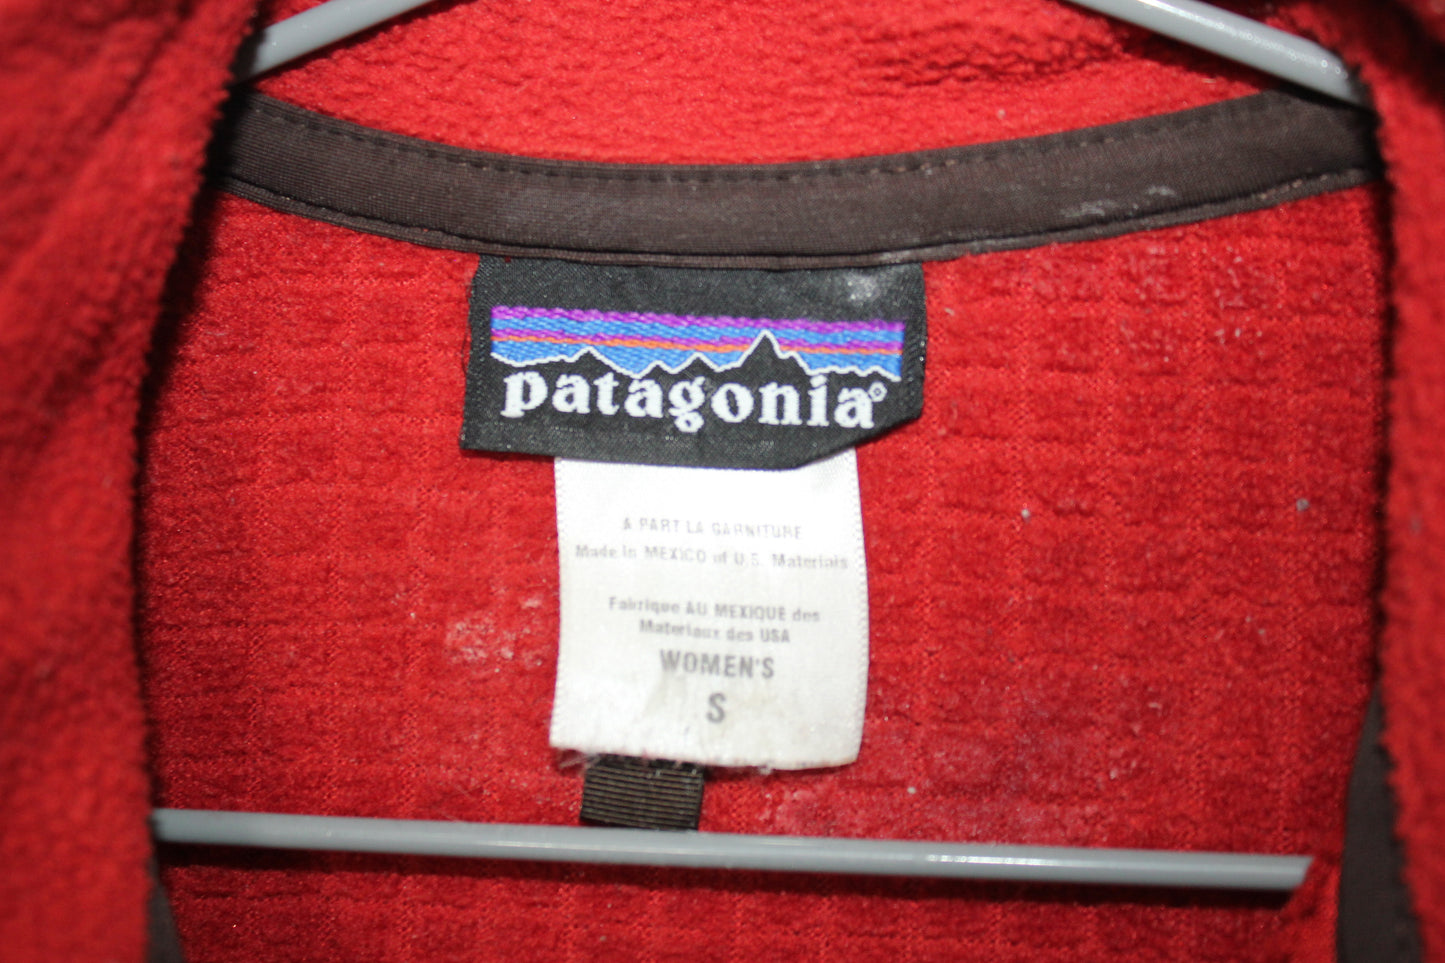 patagonia®
A PART LA GARNITURE
Made in MEXICO of U.S. Materials
Fabrique AU MEXIQUE des
Materiaux des USA
WOMEN'S
S